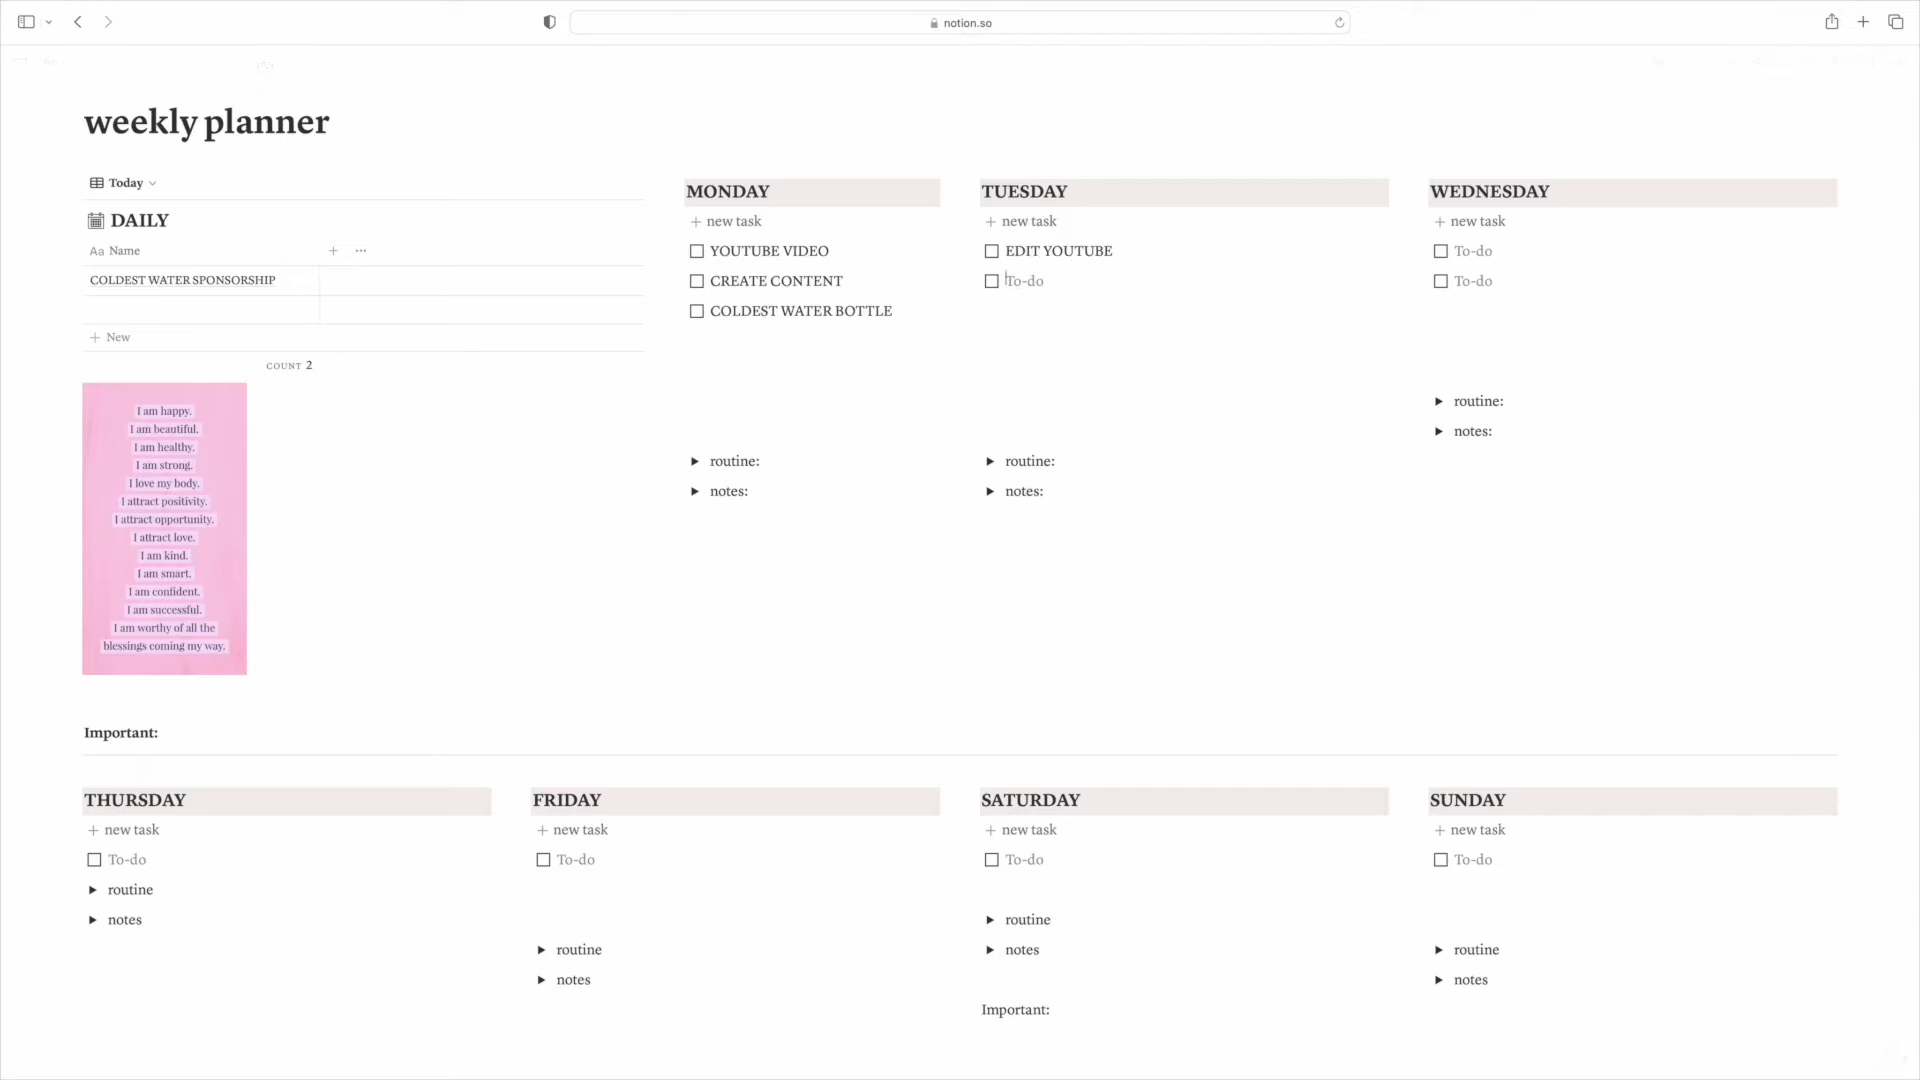 notion.so
weekly planner
Today
DAILY
Aa Name
COLDEST WATER SPONSORSHIP
New
COUNT 2
I am happy.
I am beautiful.
I am healthy.
I am strong.
I love my body.
I attract positivity.
I attract opportunity.
I attract love.
I am kind.
I am smart.
I am confident.
I am successful.
I am worthy of all the
blessings coming my way.
MONDAY
+ new task
YOUTUBE VIDEO
CREATE CONTENT
COLDEST WATER BOTTLE
routine:
notes:
TUESDAY
+ new task
EDIT YOUTUBE
To-do
routine:
notes:
WEDNESDAY
+ new task
To-do
To-do
routine:
notes:
Important:
THURSDAY
+ new task
To-do
routine
notes
FRIDAY
+ new task
To-do
routine
notes
SATURDAY
+ new task
To-do
routine
notes
Important:
SUNDAY
+ new task
To-do
routine
notes